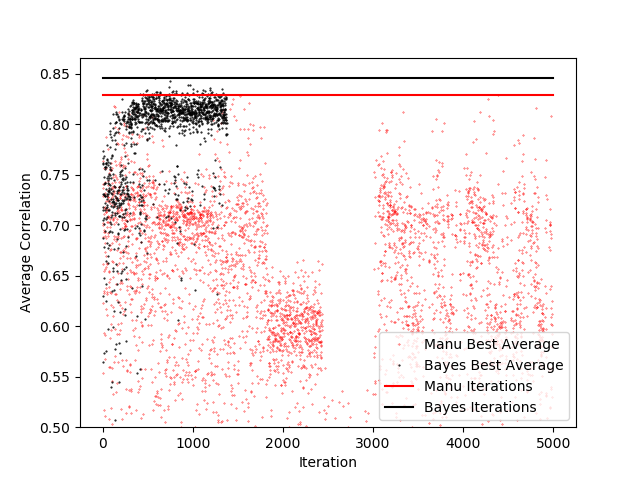 0.85
0.80
0.75
0.70
0.65
0.60
0.55
0.50
Average Correlation
0 1000 2000 3000 4000 5000
Iteration
Manu Best Average
Bayes Best Average
Manu Iterations
Bayes Iterations